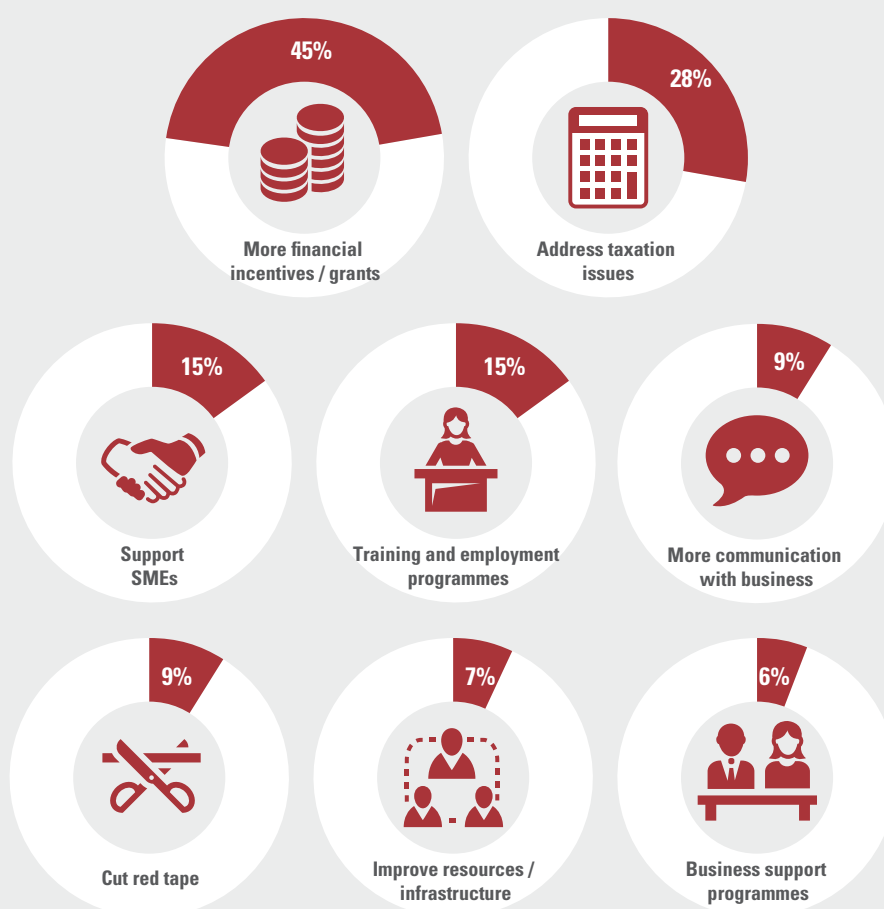 45%
More financial
incentives / grants
28%
Address taxation
issues
15%
Support
SMEs
15%
Training and employment
programmes
9%
More communication
with business
9%
Cut red tape
7%
Improve resources /
infrastructure
6%
Business support
programmes